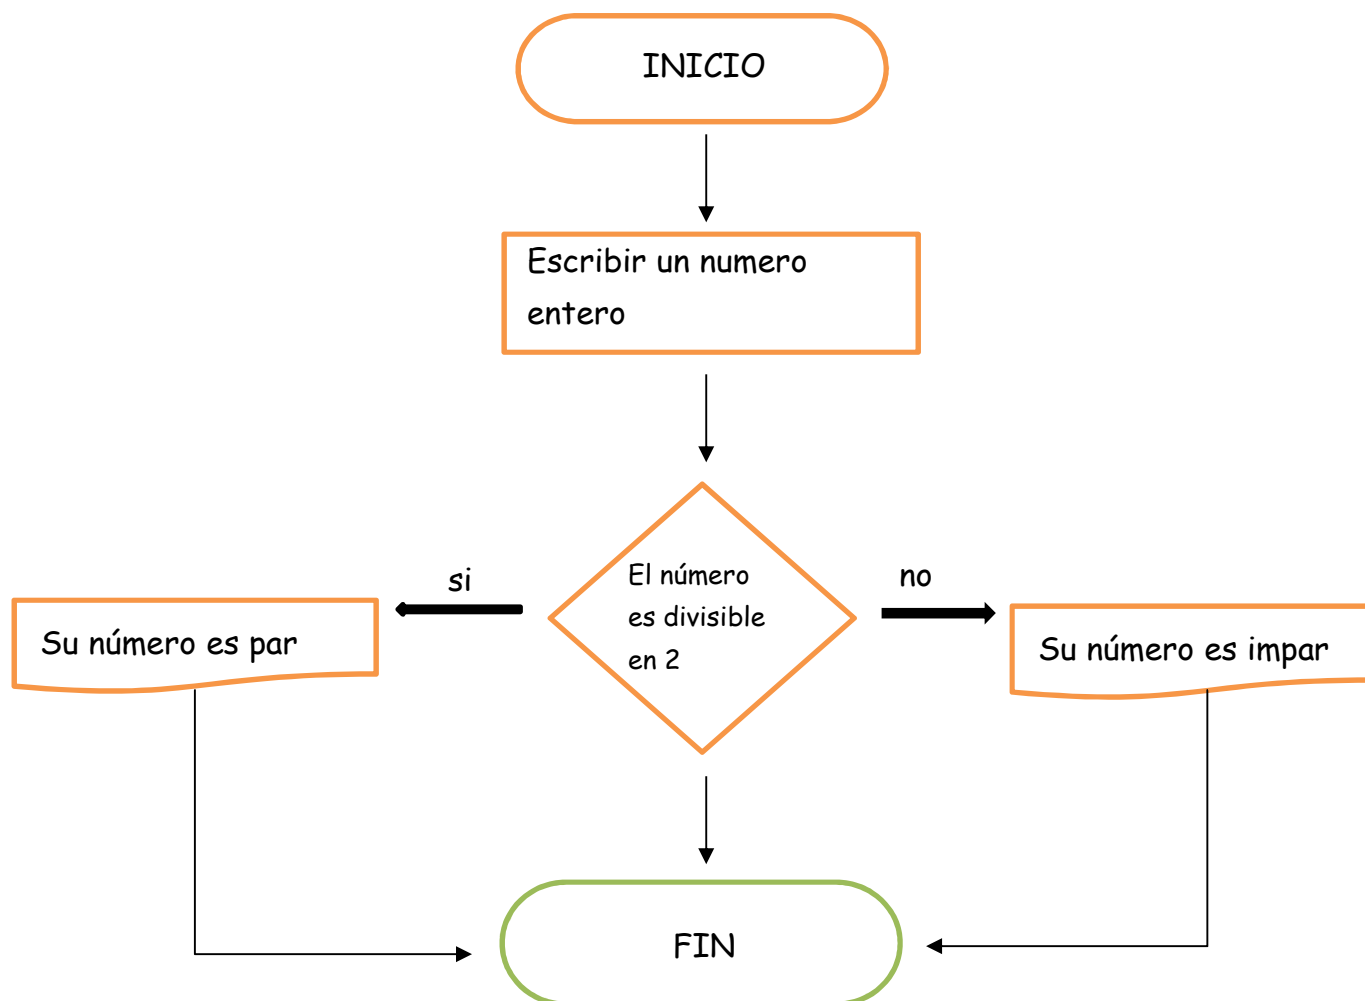 INICIO
Escribir un numero
entero
si
El número
es divisible
en 2
no
Su número es par
Su número es impar
FIN